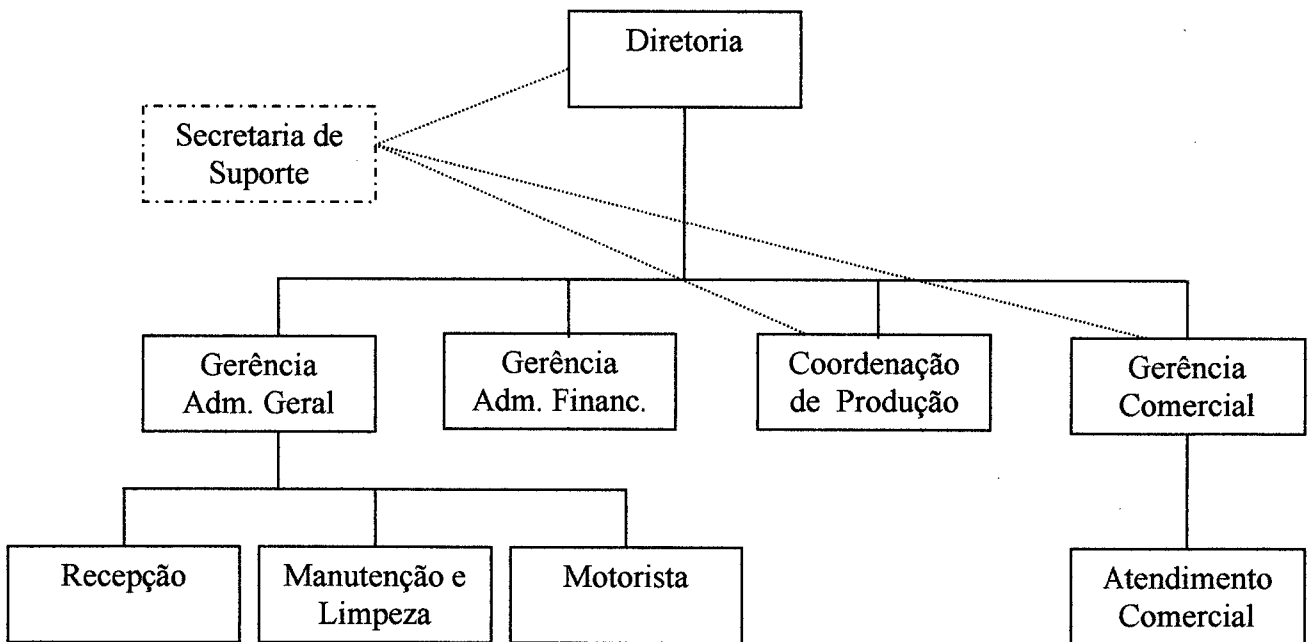 Diretoria
Secretaria de
Suporte
Gerência
Adm. Geral
Gerência
Adm. Financ.
Coordenação
de Produção
Gerência
Comercial
Recepção
Manutenção e
Limpeza
Motorista
Atendimento
Comercial